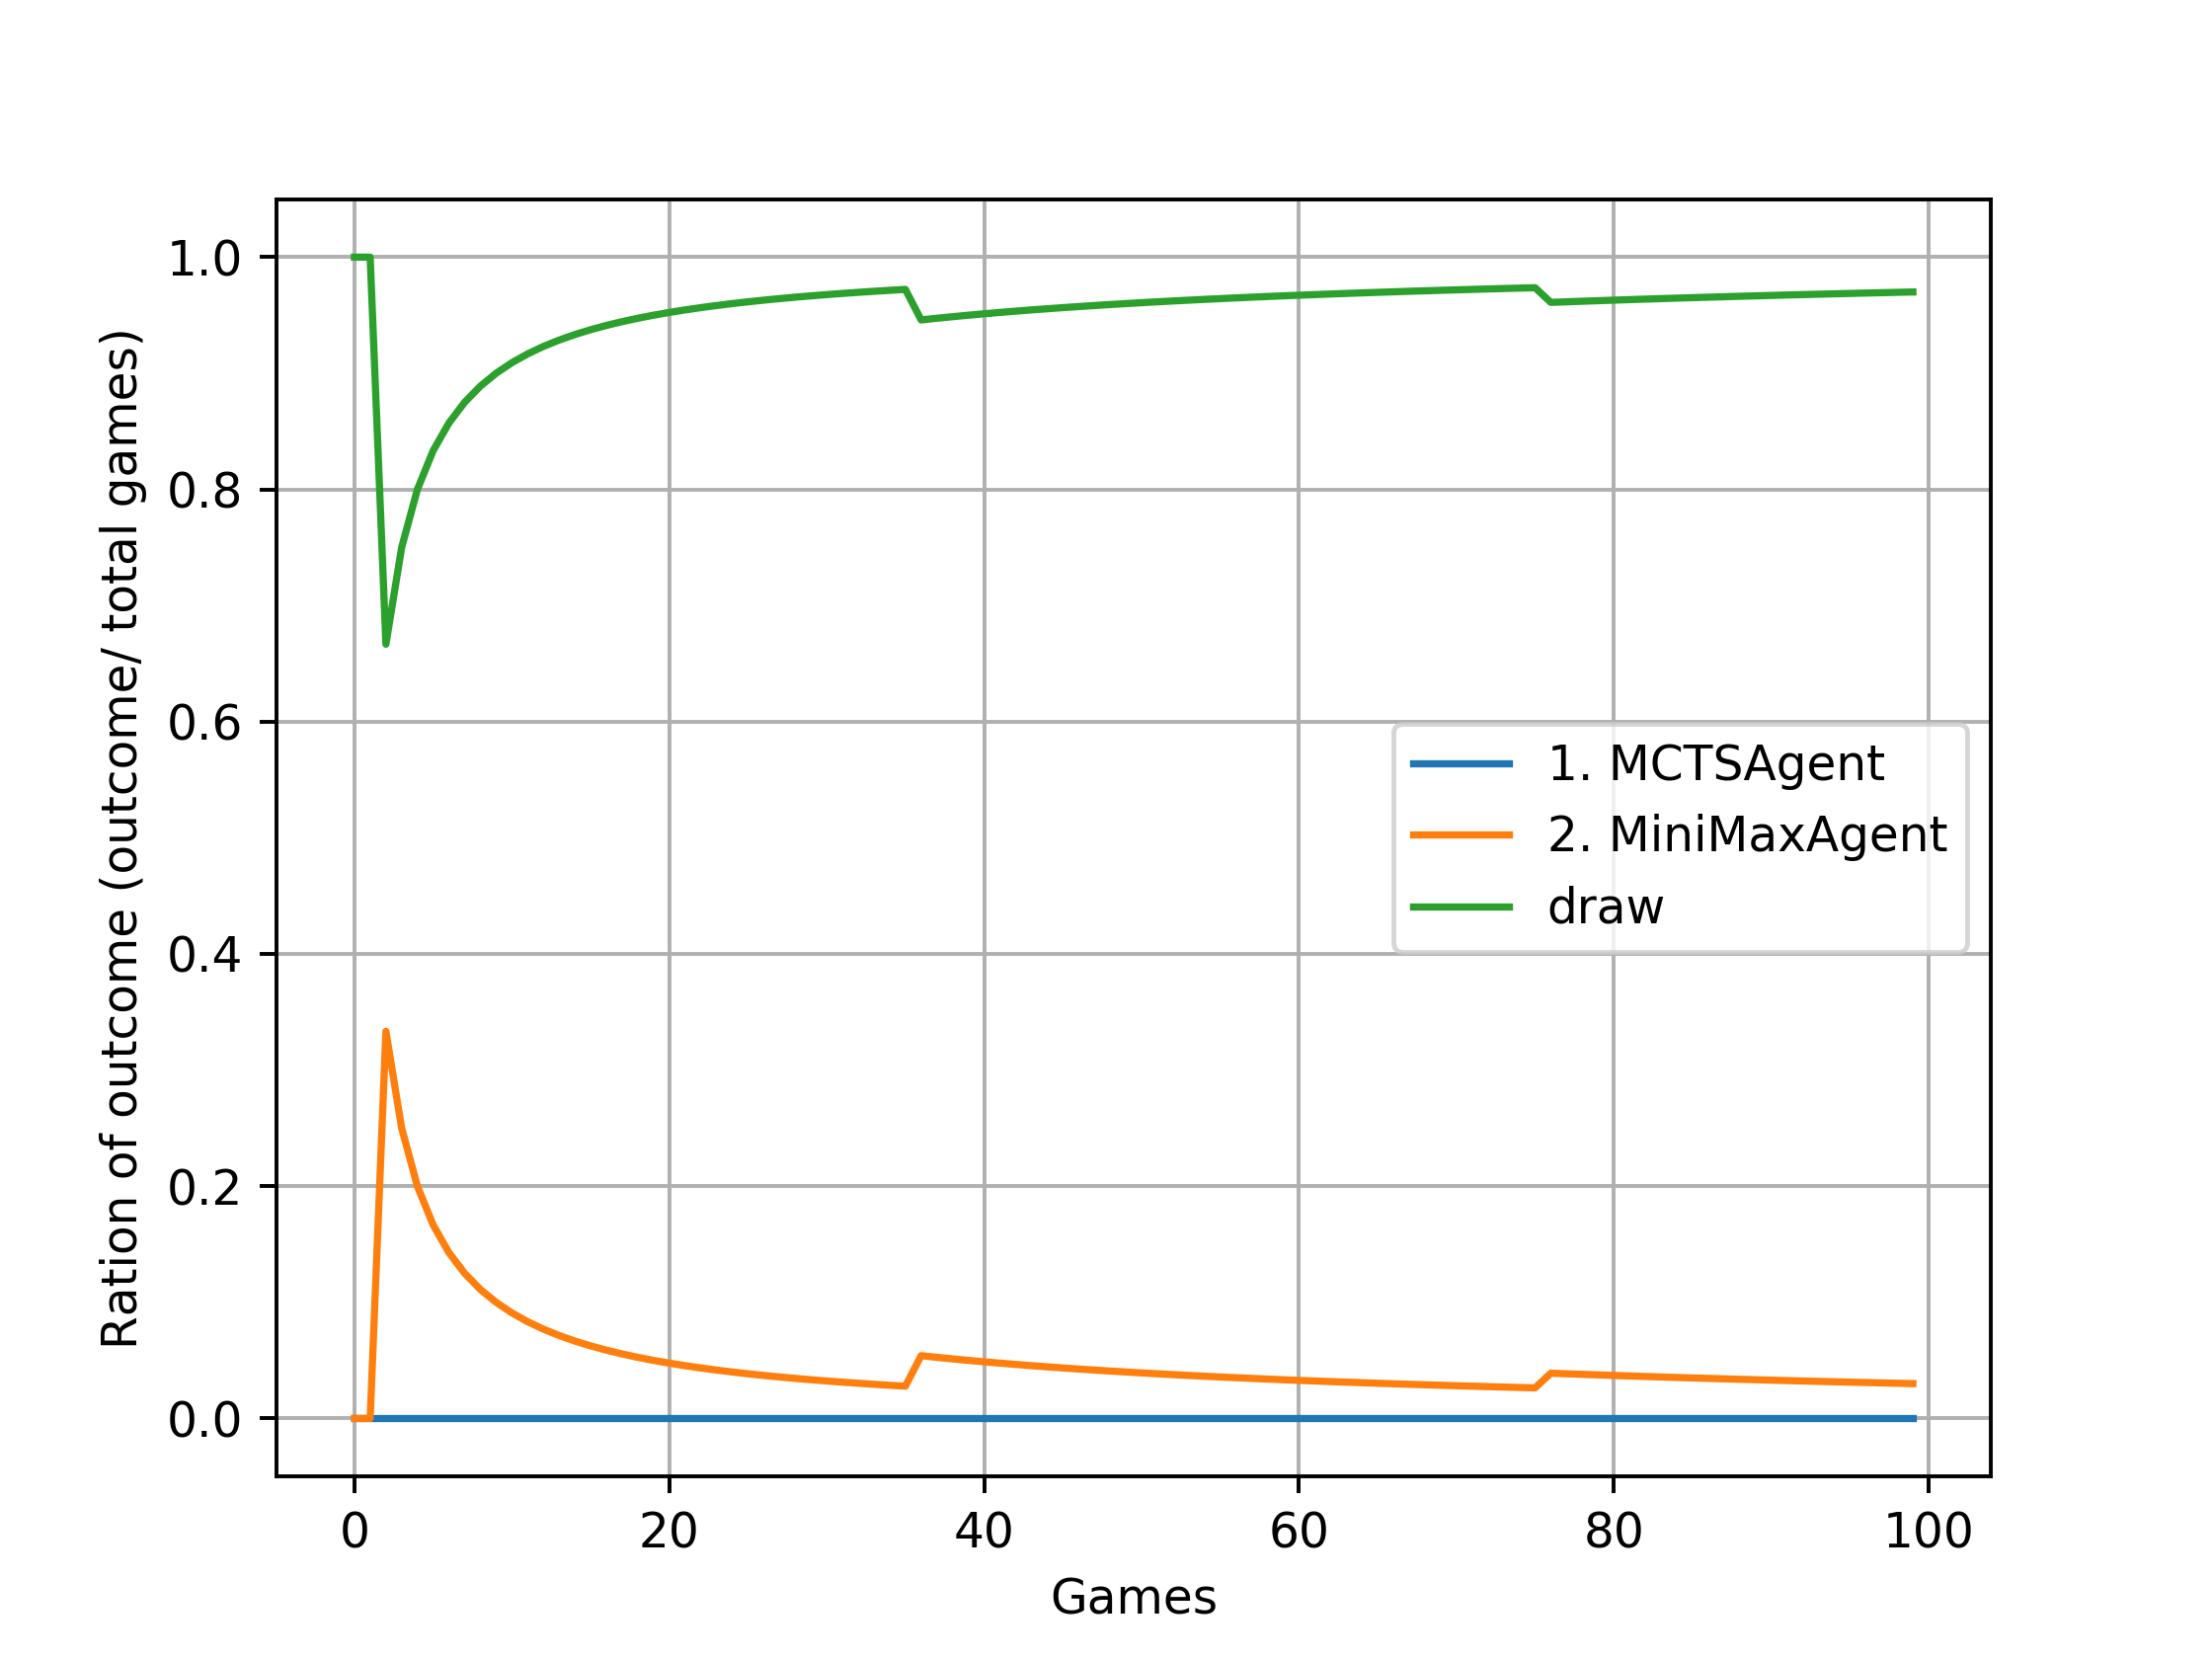 Ration of outcome (outcome/ total games)
1.0
0.8
0.6
0.4
0.2
0.0
1. MCTSAgent
2. MiniMaxAgent
draw
0 20 40 60 80 100
Games